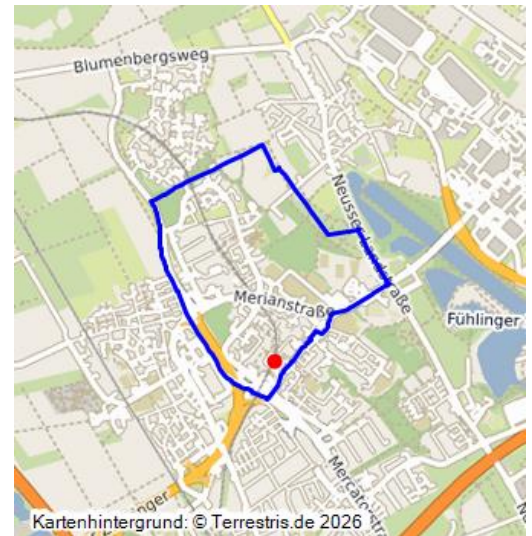 Blumenbergsweg
Neusser Landstraße
Merianstraße
Fühlinger
Mercatorstraße
Kartenhintergrund: © Terrestris.de 2026